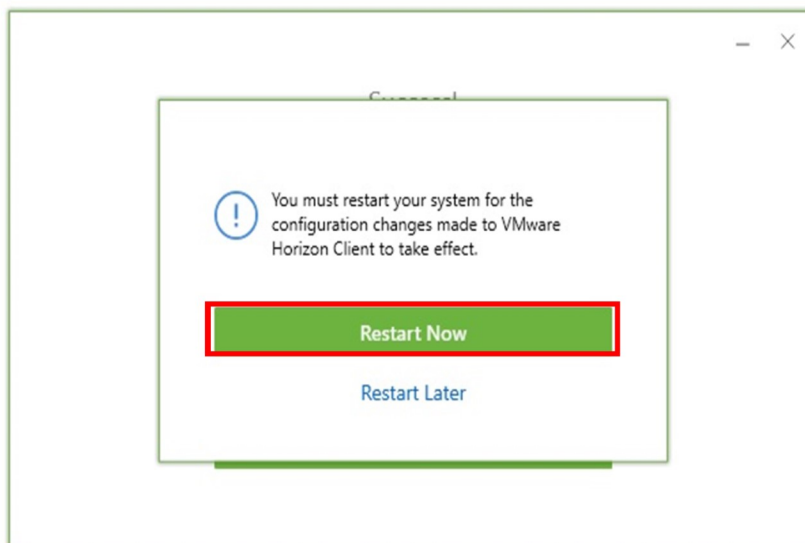 You must restart your system for the
configuration changes made to VMware
Horizon Client to take effect.
Restart Now
Restart Later